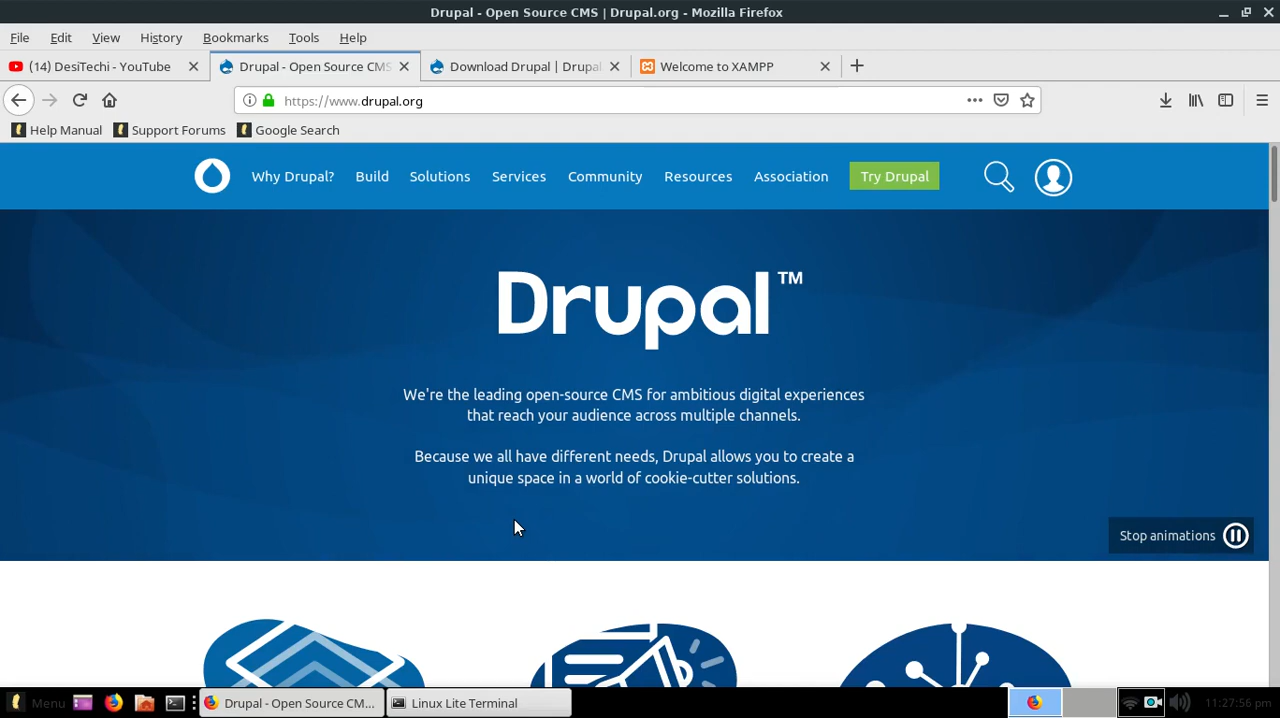 Drupal - Open Source CMS | Drupal.org - Mozilla Firefox
File Edit View History Bookmarks Tools Help
(14) DesiTechi - YouTube Drupal - Open Source CMS Download Drupal | Drupal Welcome to XAMPP
https://www.drupal.org
Help Manual Support Forums Google Search
Why Drupal? Build Solutions Services Community Resources Association Try Drupal
Drupal™
We're the leading open-source CMS for ambitious digital experiences
that reach your audience across multiple channels.
Because we all have different needs, Drupal allows you to create a
unique space in a world of cookie-cutter solutions.
Stop animations
Menu Drupal - Open Source CM... Linux Lite Terminal 11:27:56 pm